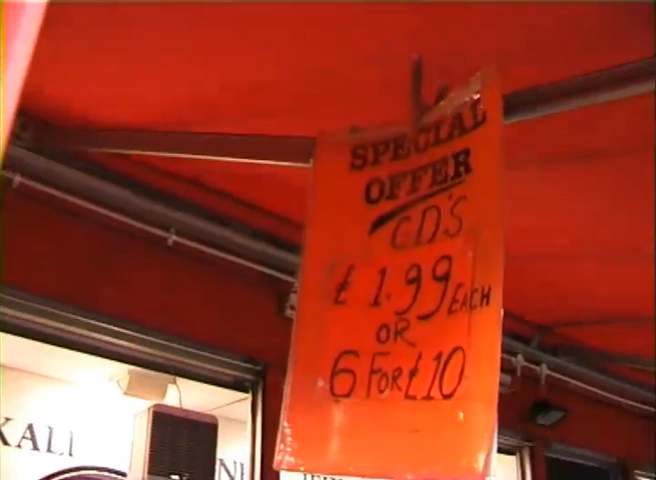 SPECIAL
OFFER
CD'S
£1.99 EACH
OR
6 FOR £10
KALI